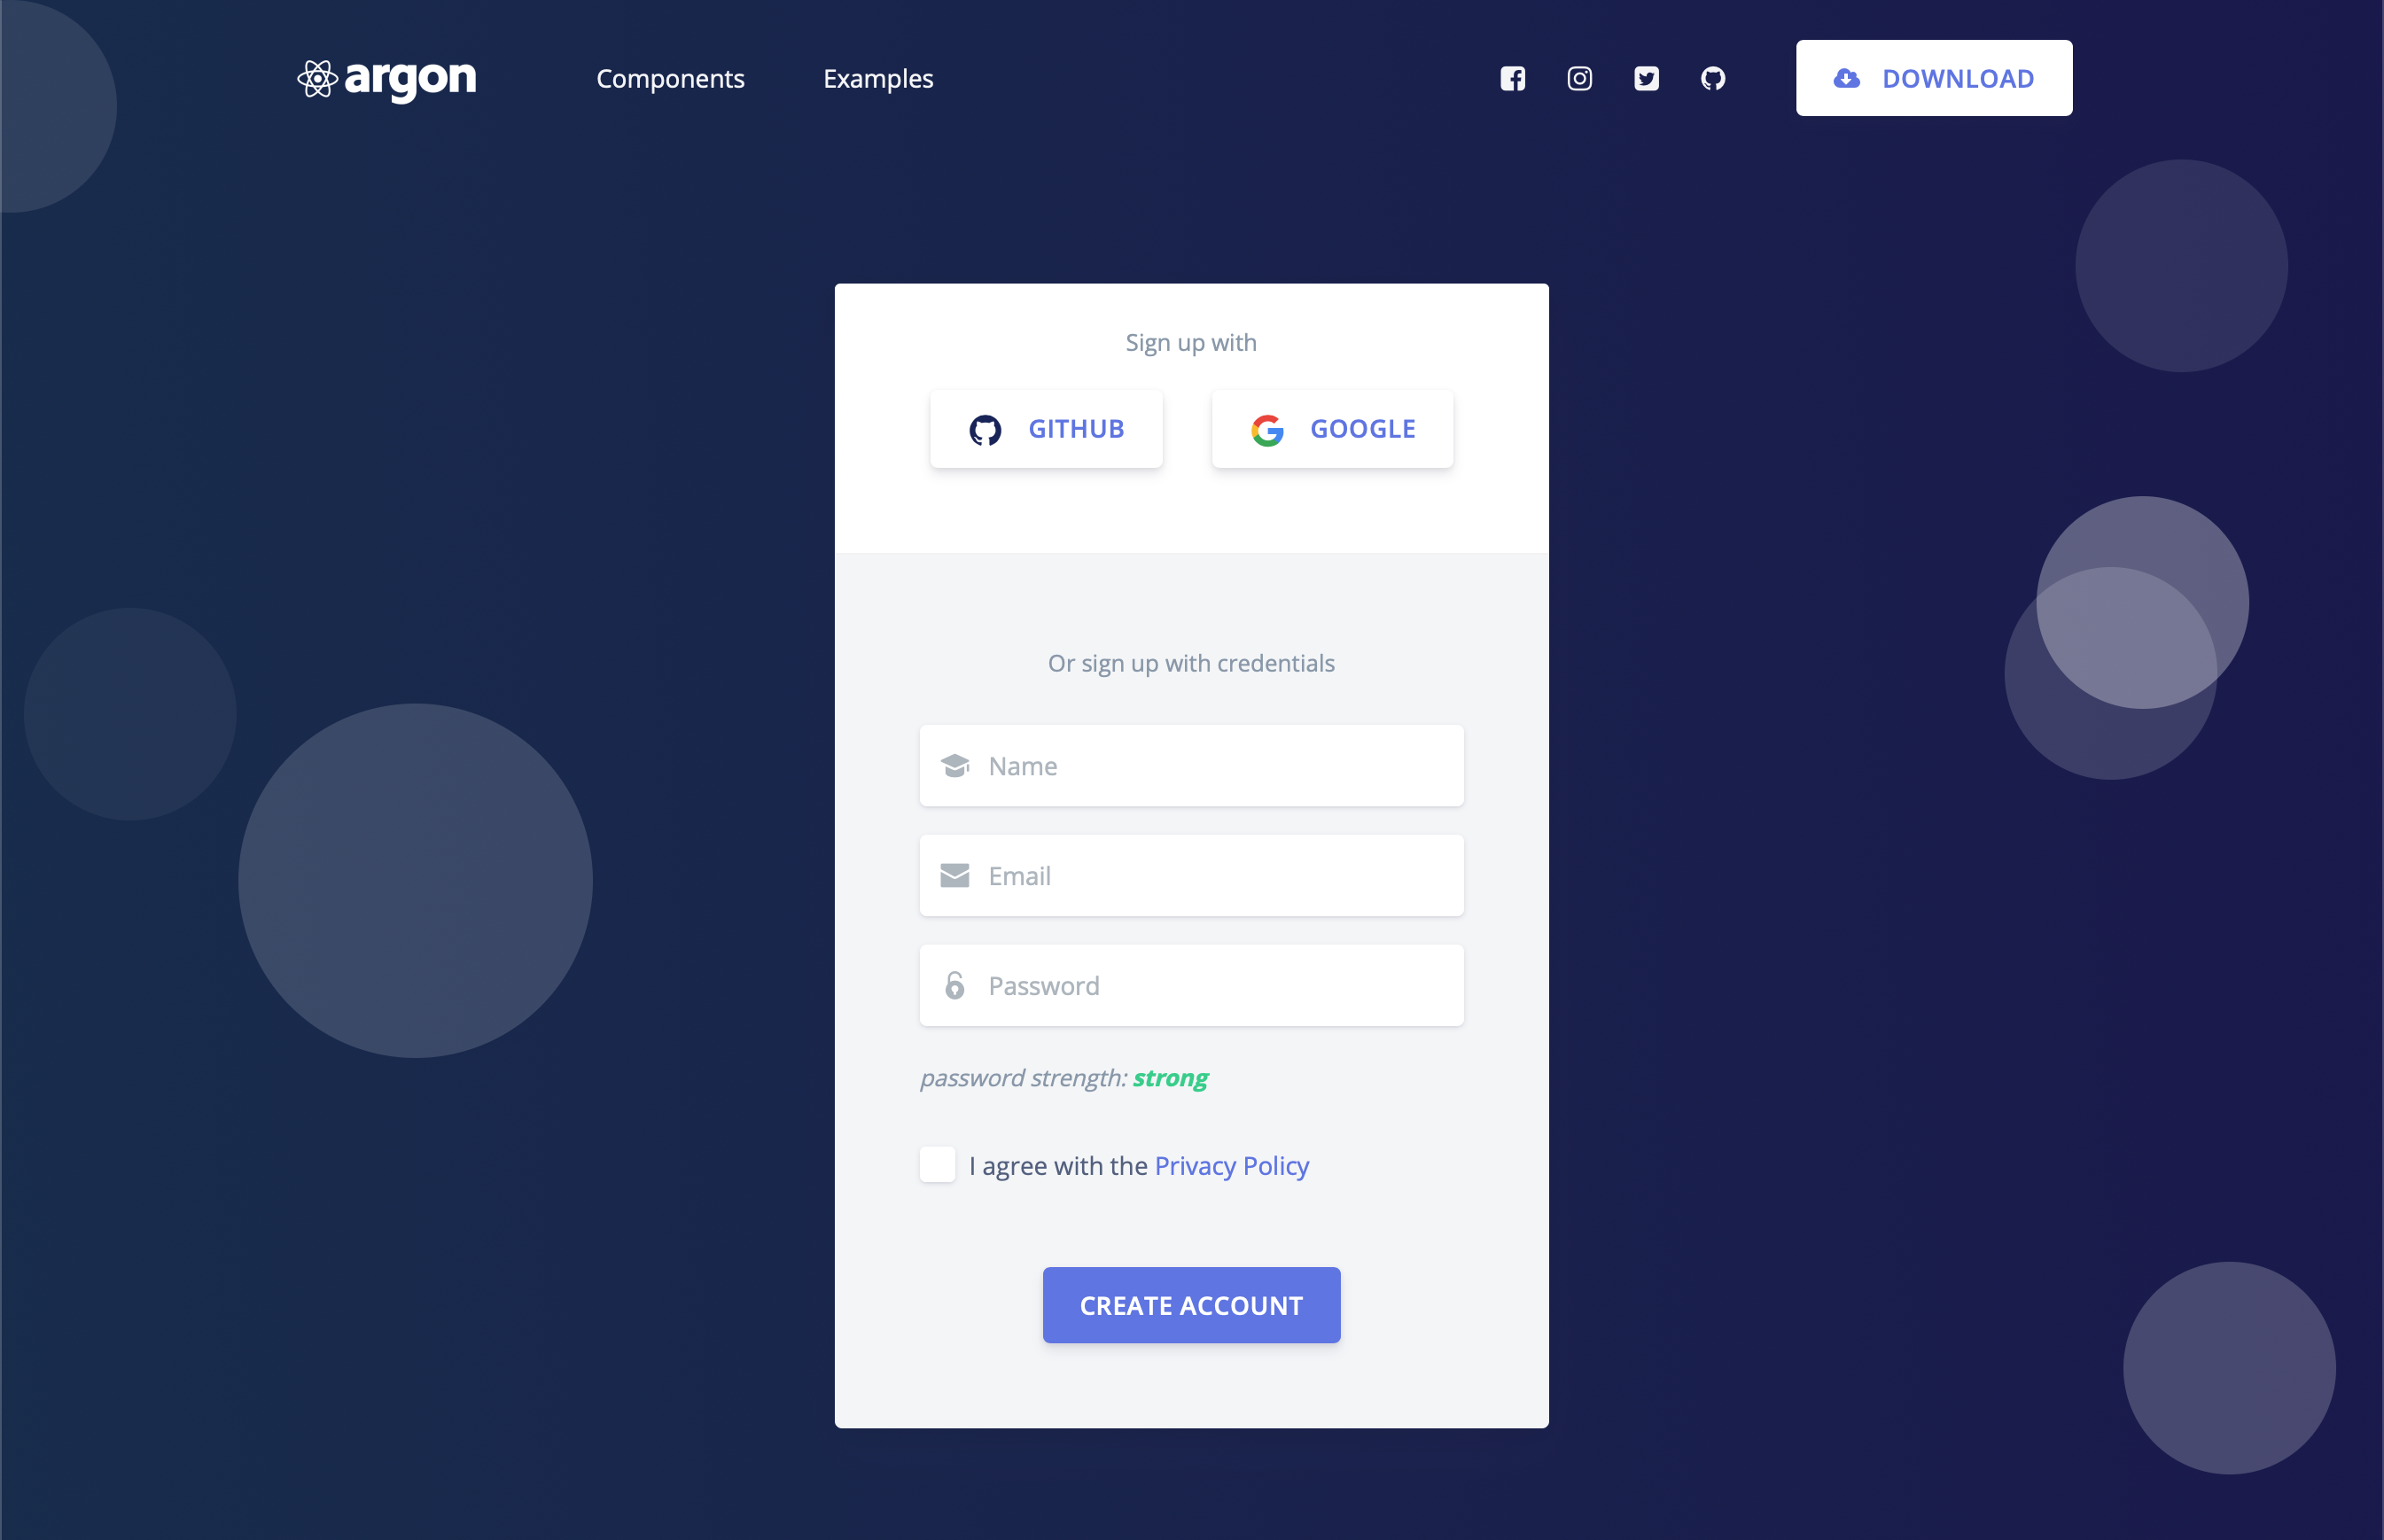 argon Components Examples DOWNLOAD
Sign up with
GITHUB GOOGLE
Or sign up with credentials
Name
Email
Password
password strength: strong
I agree with the Privacy Policy
CREATE ACCOUNT